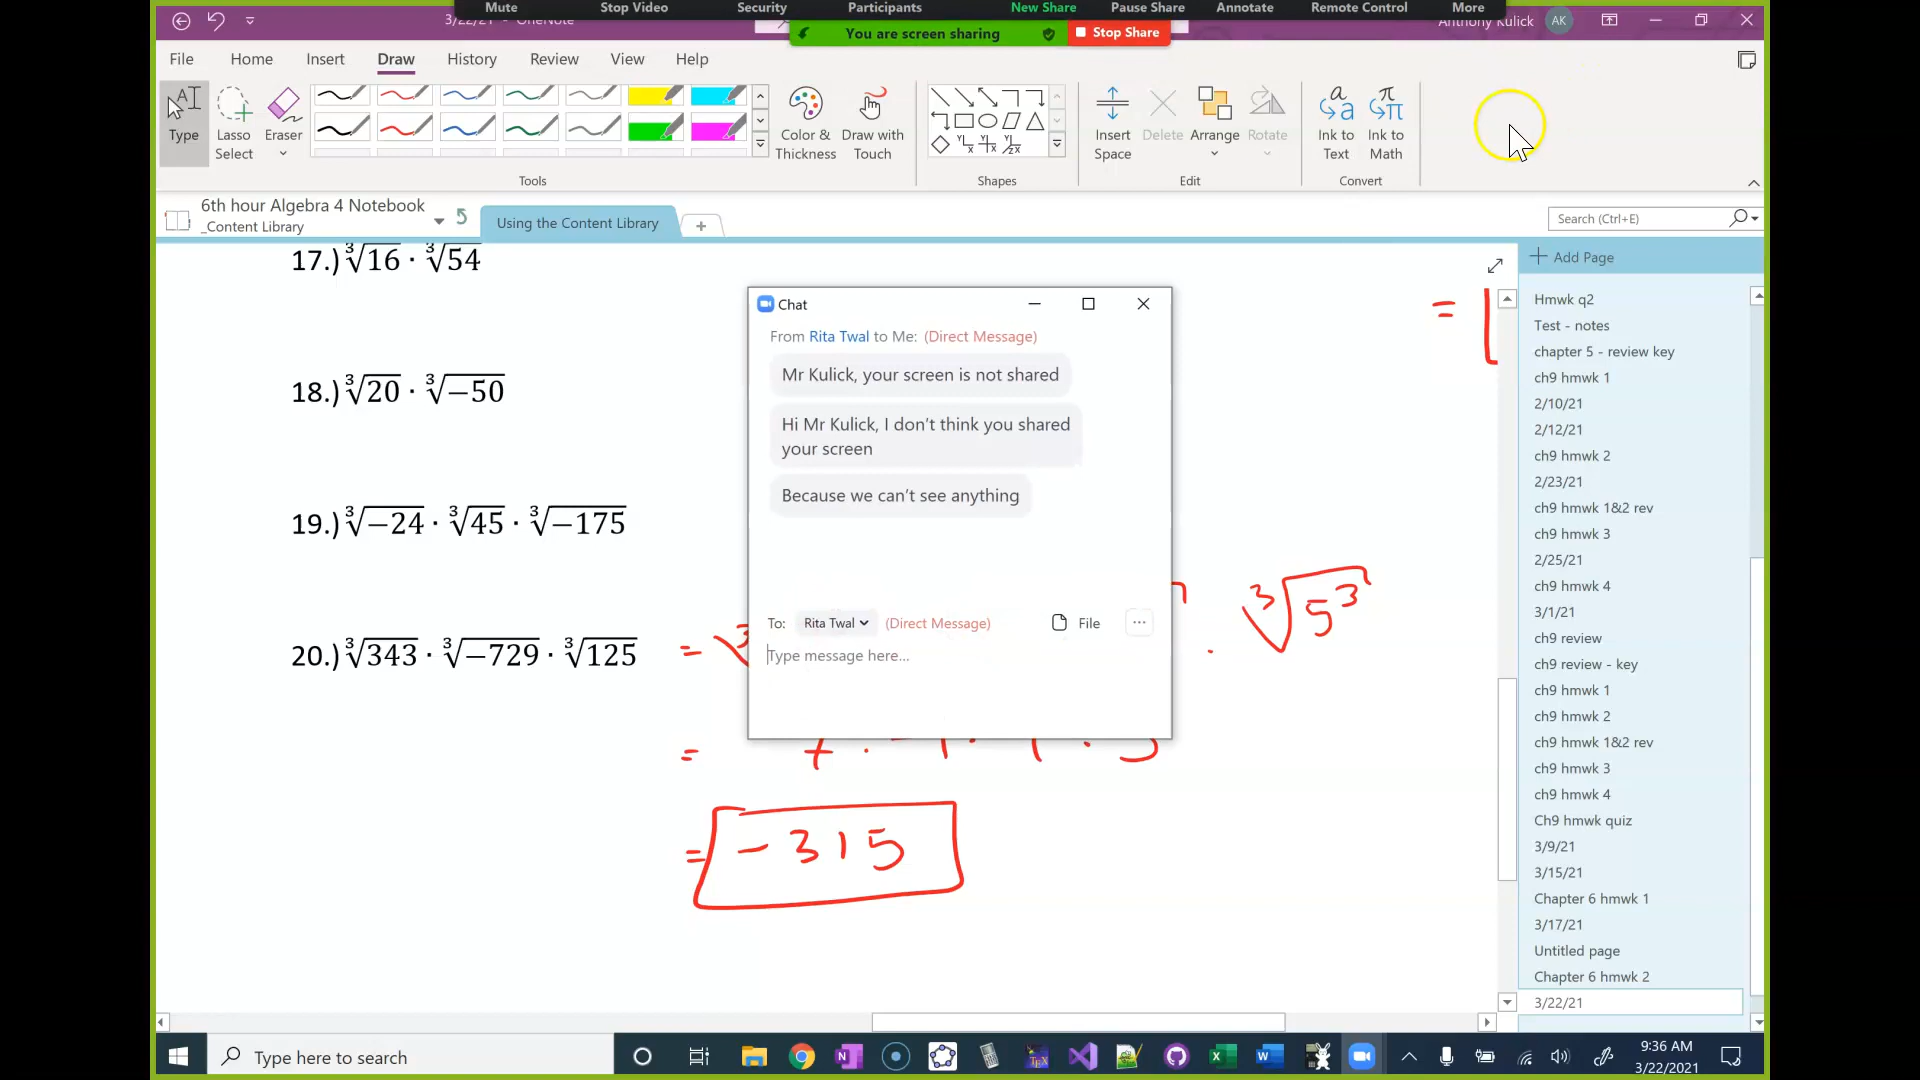 Mute Stop Video Security Participants New Share Pause Share Annotate Remote Control More
3/22/21 - OneNote
You are screen sharing
Stop Share
Anthony Kulick AK
File Home Insert Draw History Review View Help
Type
Lasso Select
Eraser
Color & Thickness
Draw with Touch
Insert Space
Delete
Arrange
Rotate
Ink to Text
Ink to Math
Tools Shapes Edit Convert
6th hour Algebra 4 Notebook
_Content Library
Using the Content Library
Search (Ctrl+E)
17.) ∛16 · ∛54
18.) ∛20 · ∛−50
19.) ∛−24 · ∛45 · ∛−175
20.) ∛343 · ∛−729 · ∛125
=
=
· ∛5³
=
= -315
Chat
From Rita Twal to Me: (Direct Message)
Mr Kulick, your screen is not shared
Hi Mr Kulick, I don't think you shared
your screen
Because we can't see anything
To: Rita Twal (Direct Message) File
Type message here...
Add Page
Hmwk q2
Test - notes
chapter 5 - review key
ch9 hmwk 1
2/10/21
2/12/21
ch9 hmwk 2
2/23/21
ch9 hmwk 1&2 rev
ch9 hmwk 3
2/25/21
ch9 hmwk 4
3/1/21
ch9 review
ch9 review - key
ch9 hmwk 1
ch9 hmwk 2
ch9 hmwk 1&2 rev
ch9 hmwk 3
ch9 hmwk 4
Ch9 hmwk quiz
3/9/21
3/15/21
Chapter 6 hmwk 1
3/17/21
Untitled page
Chapter 6 hmwk 2
3/22/21
Type here to search
9:36 AM
3/22/2021